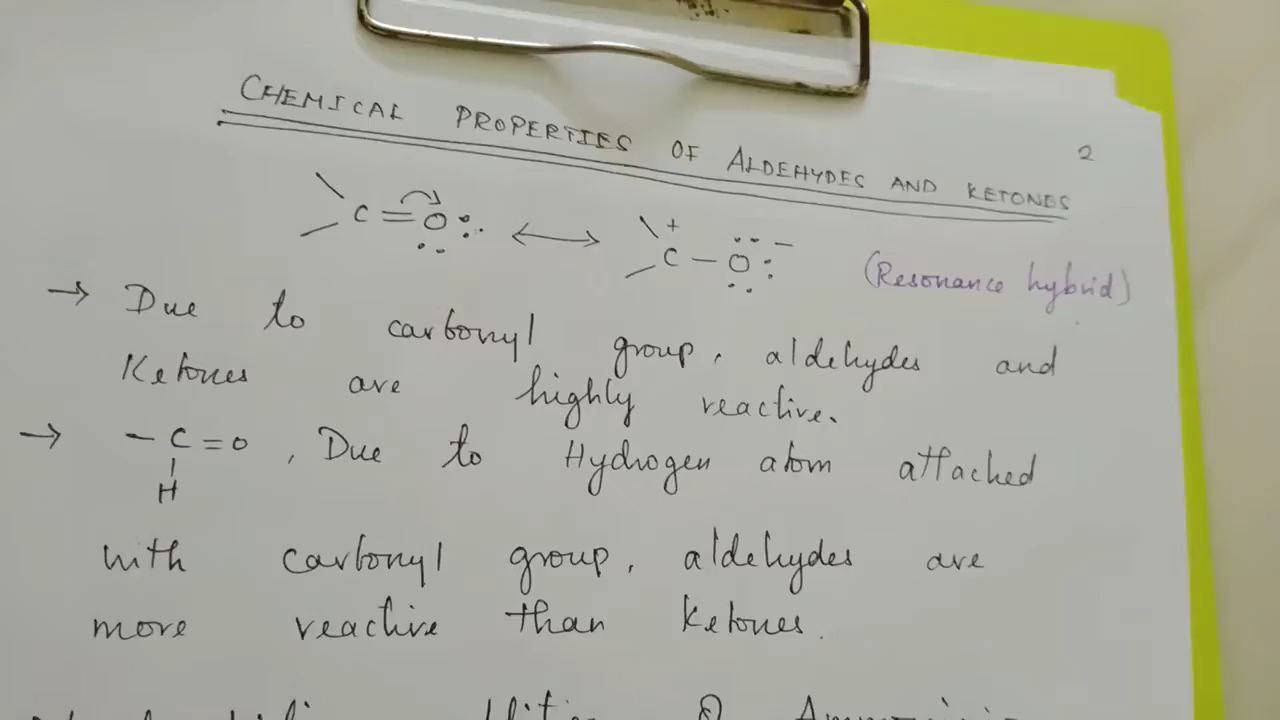 CHEMICAL PROPERTIES OF ALDEHYDES AND KETONES
2
C=O: ⟷ +C–O:– (Resonance hybrid)
→ Due to carbonyl group, aldehydes and
Ketones are highly reactive.
→ –C=O, Due to Hydrogen atom attached
H
with carbonyl group, aldehydes are
more reactive than Ketones.